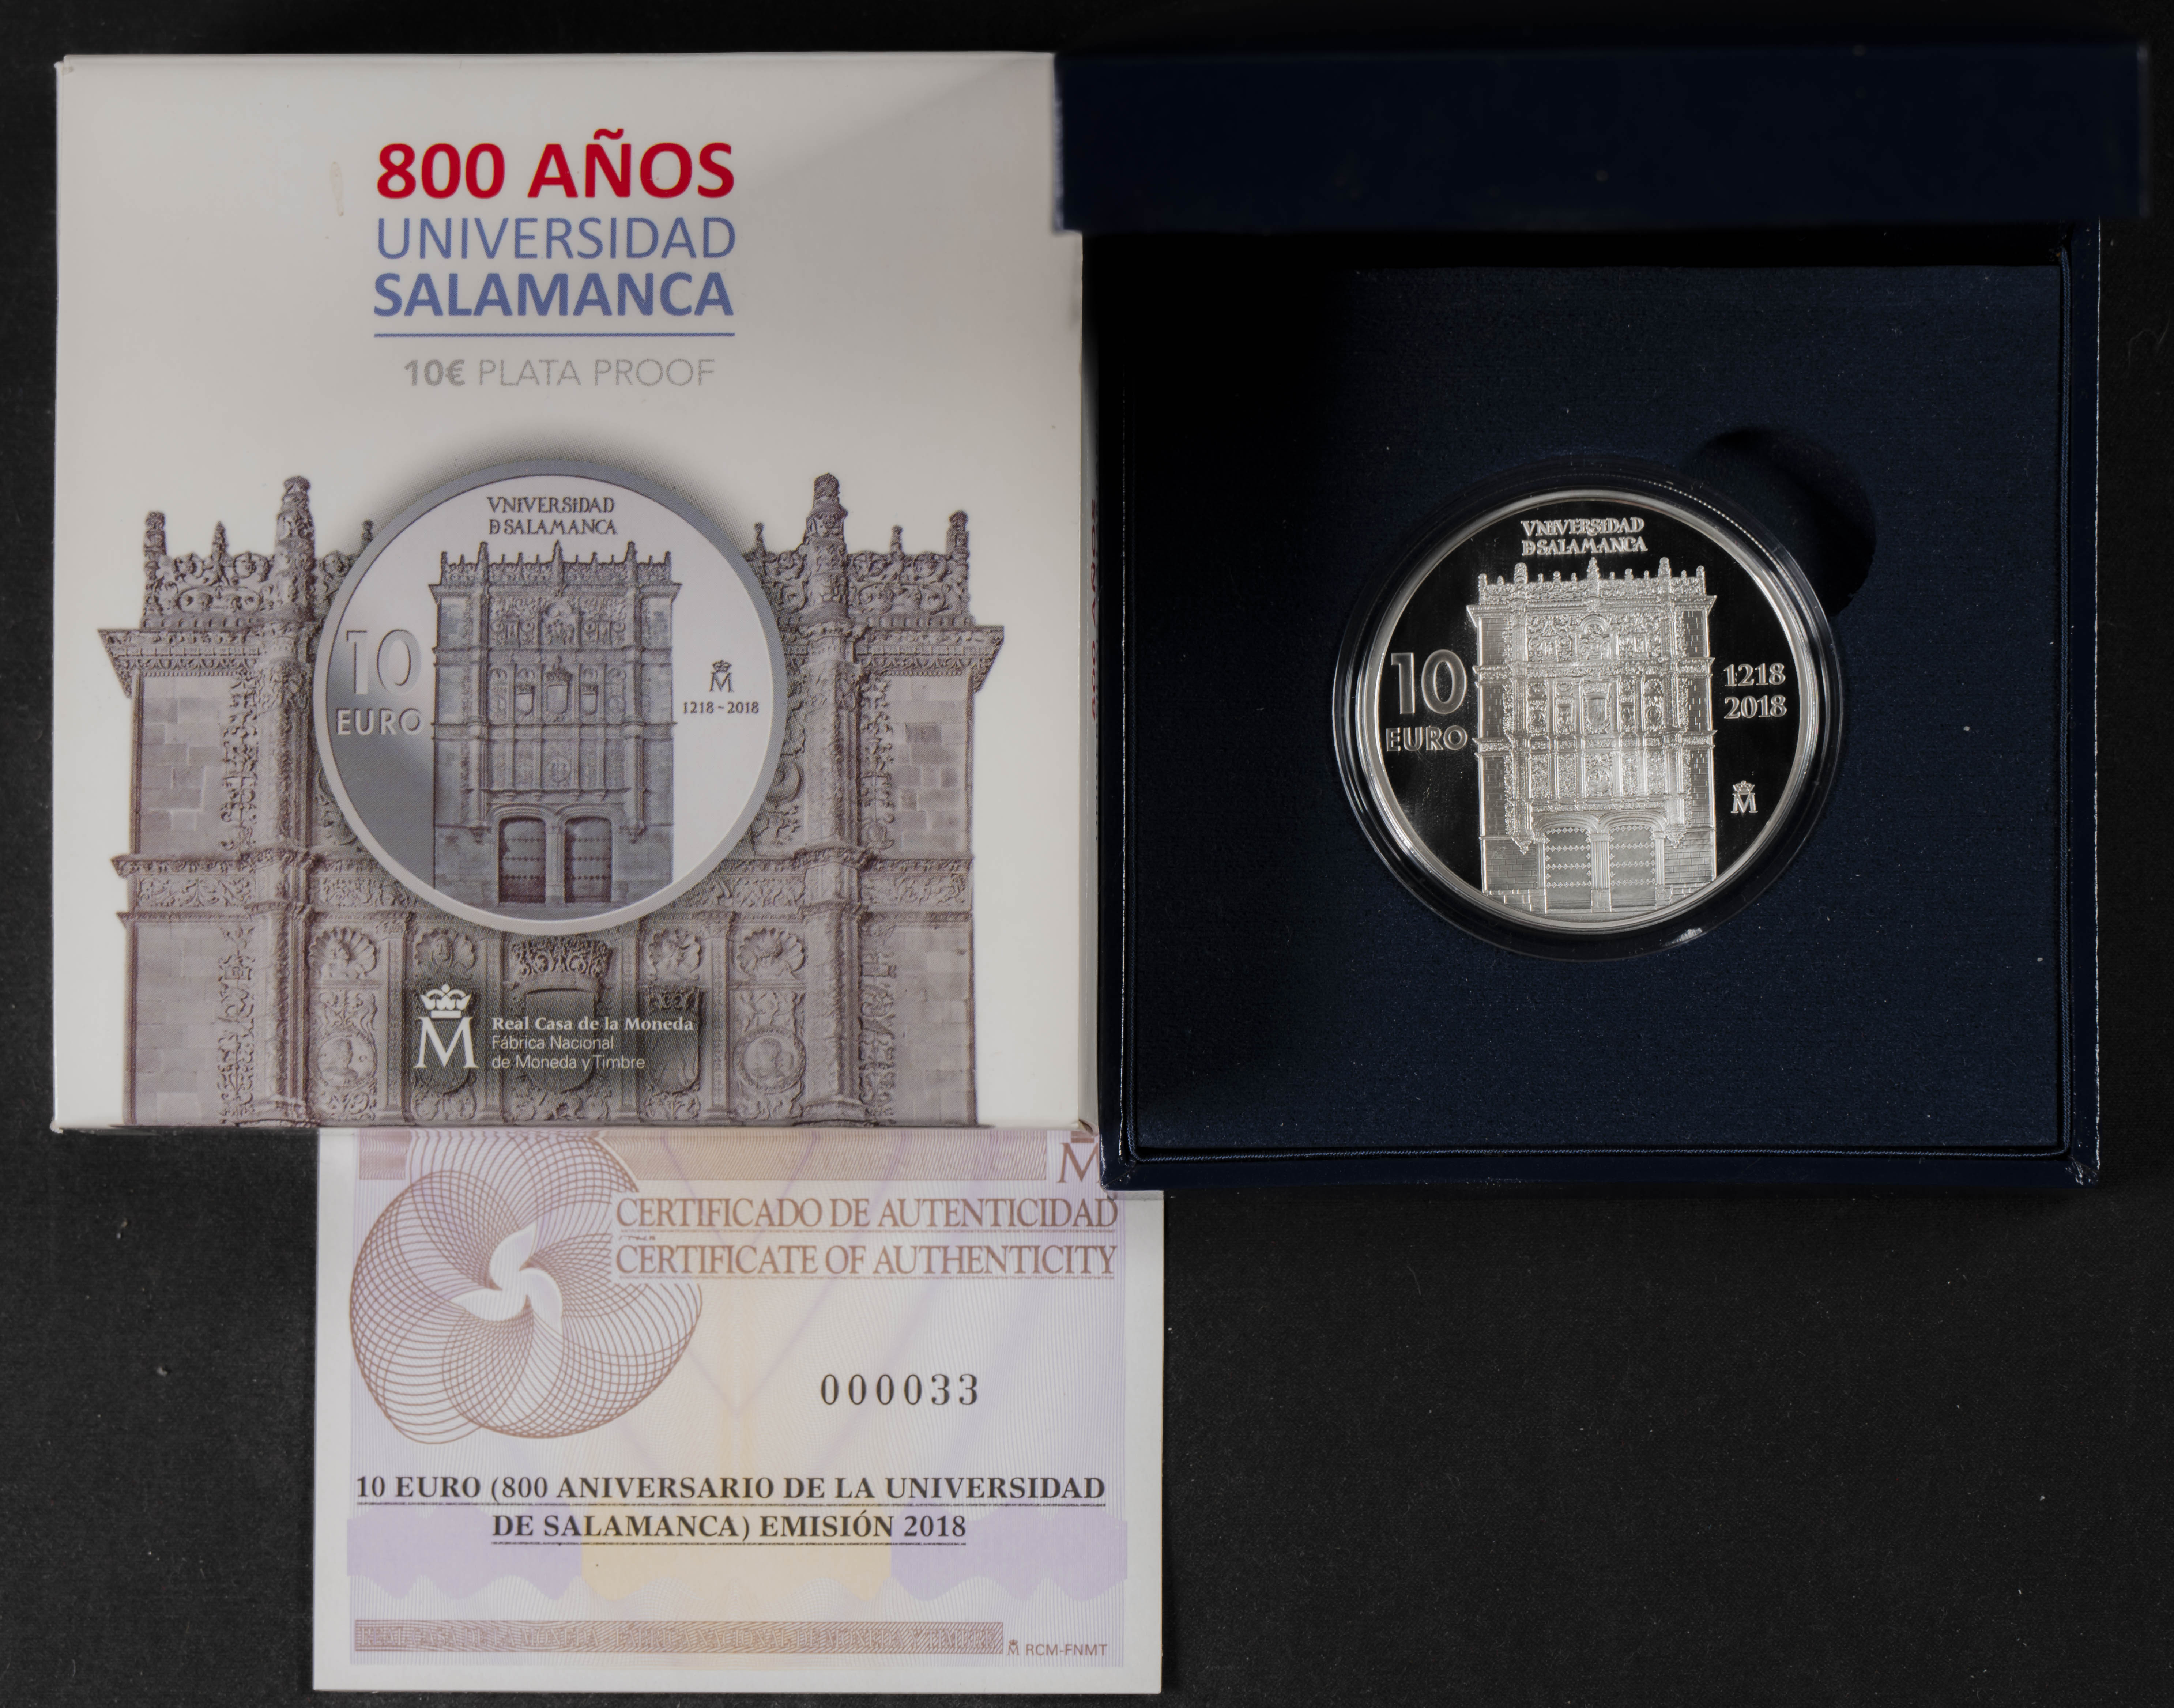 800 AÑOS
UNIVERSIDAD
SALAMANCA
10€ PLATA PROOF
VNIVERSIDAD
Đ SALAMANCA
10
EURO
M
1218 - 2018
M
Real Casa de la Moneda
Fábrica Nacional
de Moneda y Timbre
VNIVERSIDAD
Đ SALAMANCA
10
EURO
1218
2018
M
M
CERTIFICADO DE AUTENTICIDAD
CERTIFICATE OF AUTHENTICITY
000033
10 EURO (800 ANIVERSARIO DE LA UNIVERSIDAD
DE SALAMANCA) EMISIÓN 2018
M RCM-FNMT